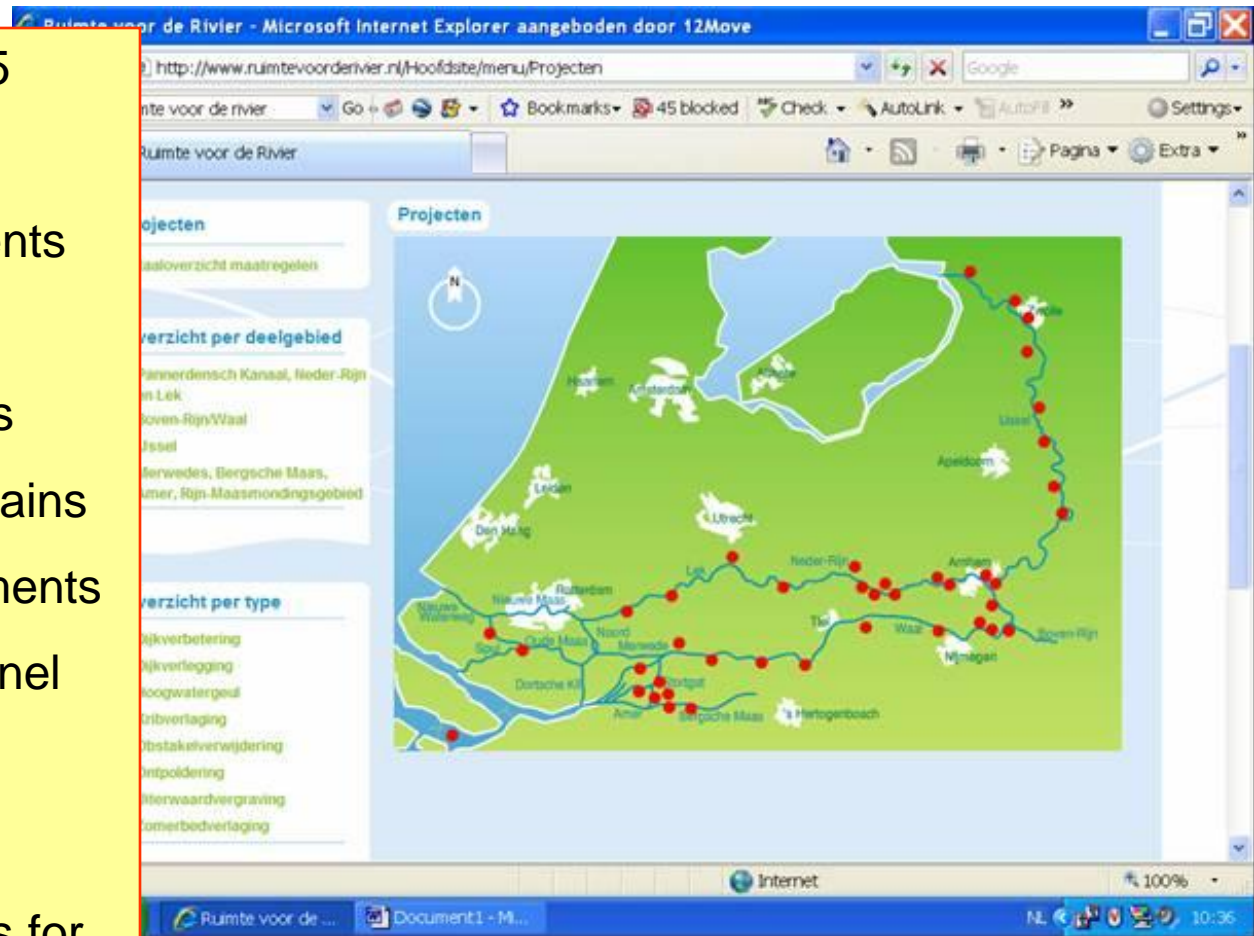 5
nts
s
ains
ments
nel
s for
Ruimte voor de Rivier - Microsoft Internet Explorer aangeboden door 12Move
http://www.ruimtevoorderivier.nl/Hoofdsite/menu/Projecten
Google
mte voor de rivier
Go
Bookmarks
45 blocked
Check
AutoLink
AutoFill
Settings
Ruimte voor de Rivier
Pagina
Extra
ojecten
aaloverzicht maatregelen
verzicht per deelgebied
Pannerdensch Kanaal, Neder-Rijn
en Lek
Boven-Rijn/Waal
IJssel
Merwedes, Bergsche Maas,
Amer, Rijn-Maasmondingsgebied
verzicht per type
Dijkverbetering
Dijkverlegging
Hoogwatergeul
Kribverlaging
Obstakelverwijdering
Ontpoldering
Uiterwaardvergraving
Zomerbedverlaging
Projecten
N
Zwolle
Haarlem
Amsterdam
Almere
IJssel
Apeldoorn
Leiden
Den Haag
Utrecht
Neder-Rijn
Arnhem
Lek
Rotterdam
Nieuwe Maas
Nieuwe
Waterweg
Tiel
Waal
Boven-Rijn
Nijmegen
Spui
Oude Maas
Noord
Merwede
Dortsche Kil
Steurgat
Amer
Bergsche Maas
's Hertogenbosch
Internet
100%
Ruimte voor de ...
Document1 - Mi...
NL
10:36